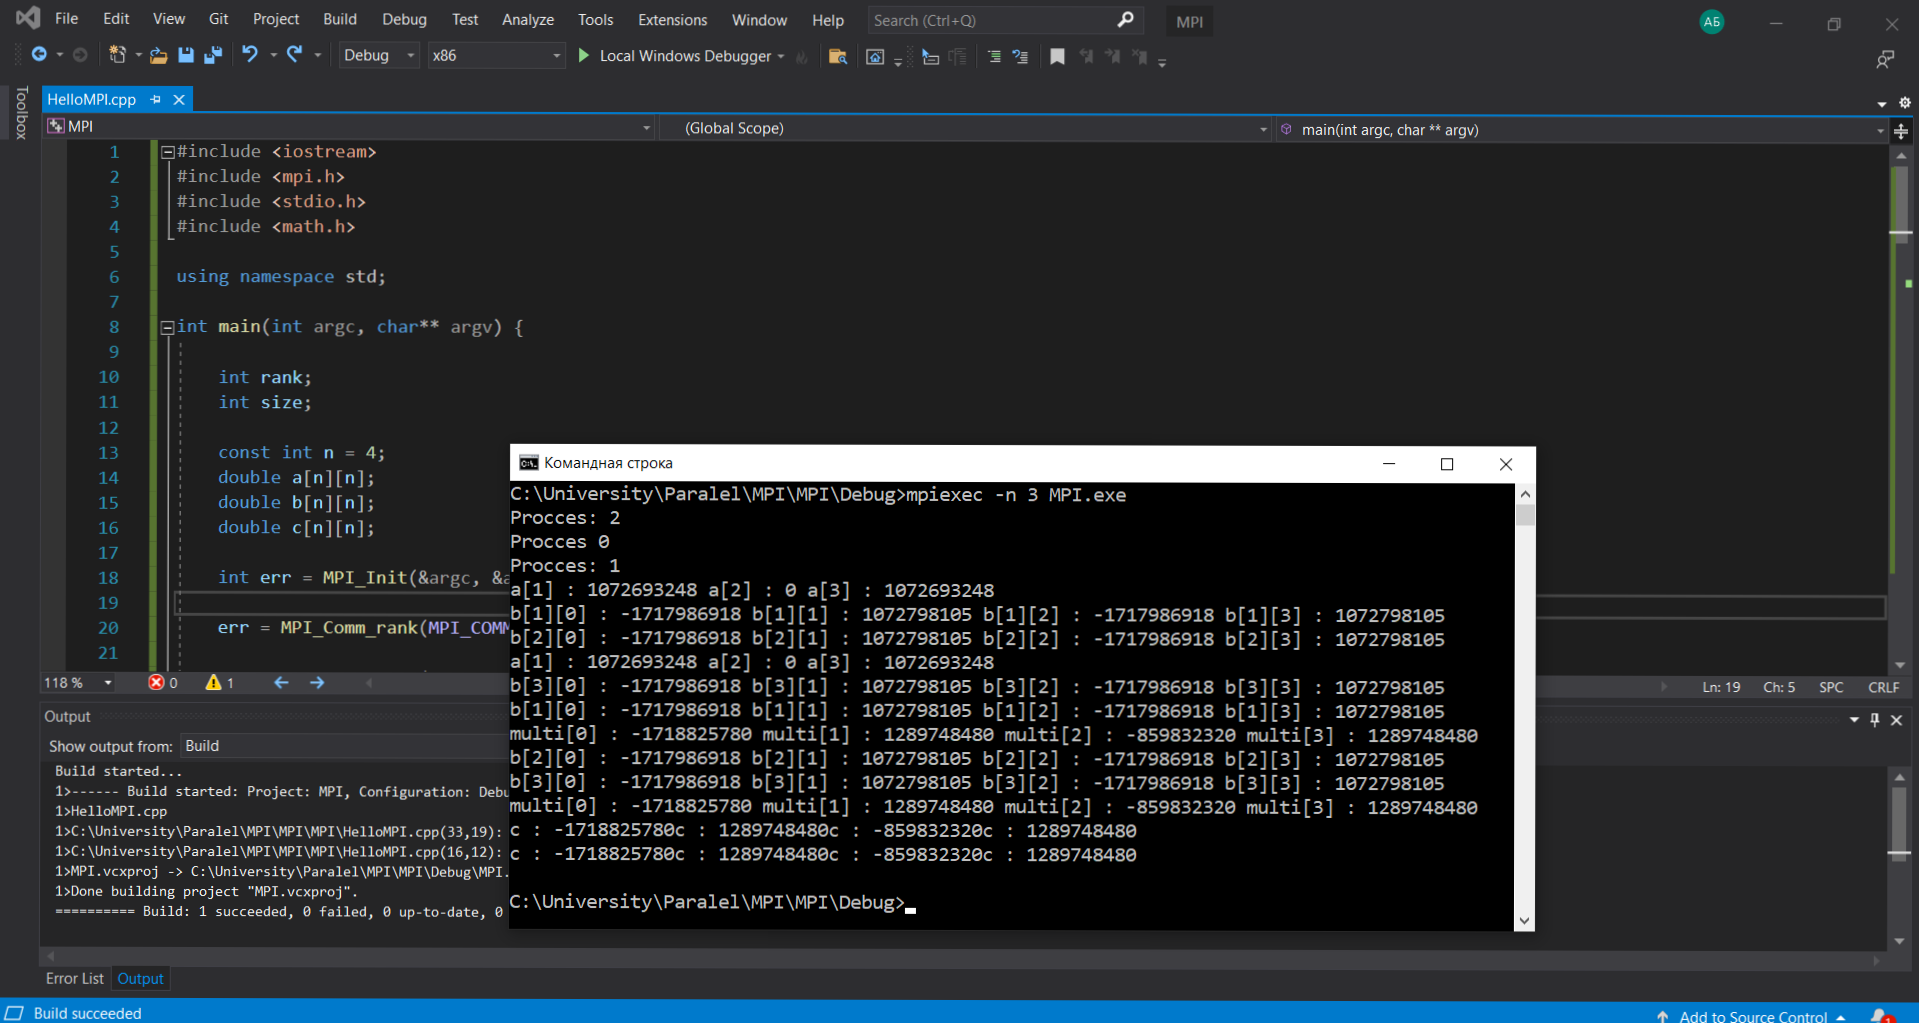 File Edit View Git Project Build Debug Test Analyze Tools Extensions Window Help Search (Ctrl+Q) MPI АБ
Debug x86 Local Windows Debugger
Toolbox
HelloMPI.cpp
MPI (Global Scope) main(int argc, char ** argv)
1 #include <iostream>
2 #include <mpi.h>
3 #include <stdio.h>
4 #include <math.h>
5
6 using namespace std;
7
8 int main(int argc, char** argv) {
9
10 int rank;
11 int size;
12
13 const int n = 4;
14 double a[n][n];
15 double b[n][n];
16 double c[n][n];
17
18 int err = MPI_Init(&argc, &a
19
20 err = MPI_Comm_rank(MPI_COMM
21
118 % 0 1 Ln: 19 Ch: 5 SPC CRLF
Командная строка
C:\University\Paralel\MPI\MPI\Debug>mpiexec -n 3 MPI.exe
Procces: 2
Procces 0
Procces: 1
a[1] : 1072693248 a[2] : 0 a[3] : 1072693248
b[1][0] : -1717986918 b[1][1] : 1072798105 b[1][2] : -1717986918 b[1][3] : 1072798105
b[2][0] : -1717986918 b[2][1] : 1072798105 b[2][2] : -1717986918 b[2][3] : 1072798105
a[1] : 1072693248 a[2] : 0 a[3] : 1072693248
b[3][0] : -1717986918 b[3][1] : 1072798105 b[3][2] : -1717986918 b[3][3] : 1072798105
b[1][0] : -1717986918 b[1][1] : 1072798105 b[1][2] : -1717986918 b[1][3] : 1072798105
multi[0] : -1718825780 multi[1] : 1289748480 multi[2] : -859832320 multi[3] : 1289748480
b[2][0] : -1717986918 b[2][1] : 1072798105 b[2][2] : -1717986918 b[2][3] : 1072798105
b[3][0] : -1717986918 b[3][1] : 1072798105 b[3][2] : -1717986918 b[3][3] : 1072798105
multi[0] : -1718825780 multi[1] : 1289748480 multi[2] : -859832320 multi[3] : 1289748480
c : -1718825780c : 1289748480c : -859832320c : 1289748480
c : -1718825780c : 1289748480c : -859832320c : 1289748480
C:\University\Paralel\MPI\MPI\Debug>
Output
Show output from: Build
Build started...
1>------ Build started: Project: MPI, Configuration: Debu
1>HelloMPI.cpp
1>C:\University\Paralel\MPI\MPI\MPI\HelloMPI.cpp(33,19):
1>C:\University\Paralel\MPI\MPI\MPI\HelloMPI.cpp(16,12):
1>MPI.vcxproj -> C:\University\Paralel\MPI\MPI\Debug\MPI.
1>Done building project "MPI.vcxproj".
========== Build: 1 succeeded, 0 failed, 0 up-to-date, 0
Error List Output
Build succeeded Add to Source Control 1